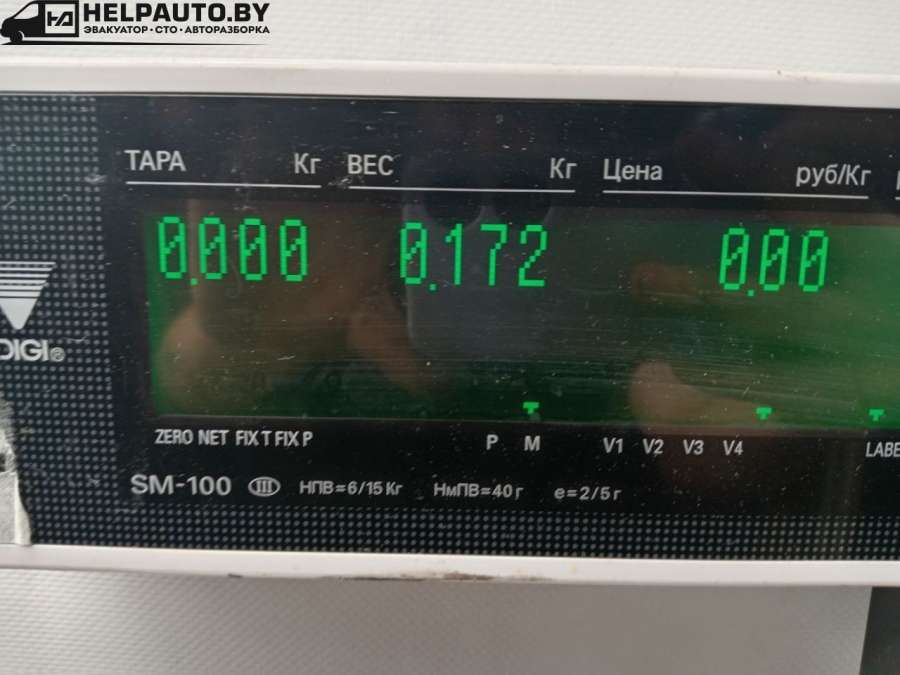 HELPAUTO.BY
ЭВАКУАТОР·СТО·АВТОРАЗБОРКА
ТАРА Кг ВЕС Кг Цена руб/Кг
0.000 0.172 0.00
DIGI®
ZERO NET FIX T FIX P P M V1 V2 V3 V4 LABE
SM-100 III НПВ=6/15 Кг НмПВ=40 г е=2/5 г